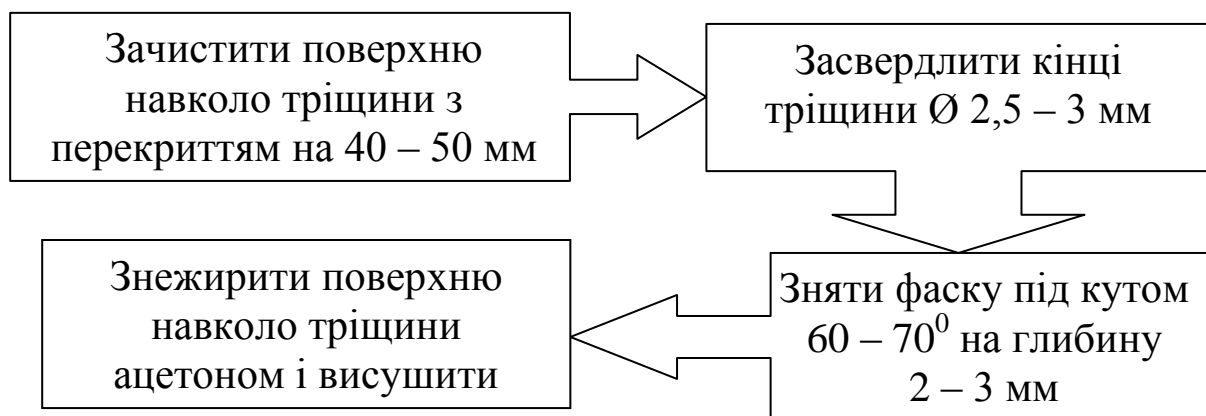 Зачистити поверхню
навколо тріщини з
перекриттям на 40 – 50 мм
Засвердлити кінці
тріщини Ø 2,5 – 3 мм
Зняти фаску під кутом
60 – 70⁰ на глибину
2 – 3 мм
Знежирити поверхню
навколо тріщини
ацетоном і висушити